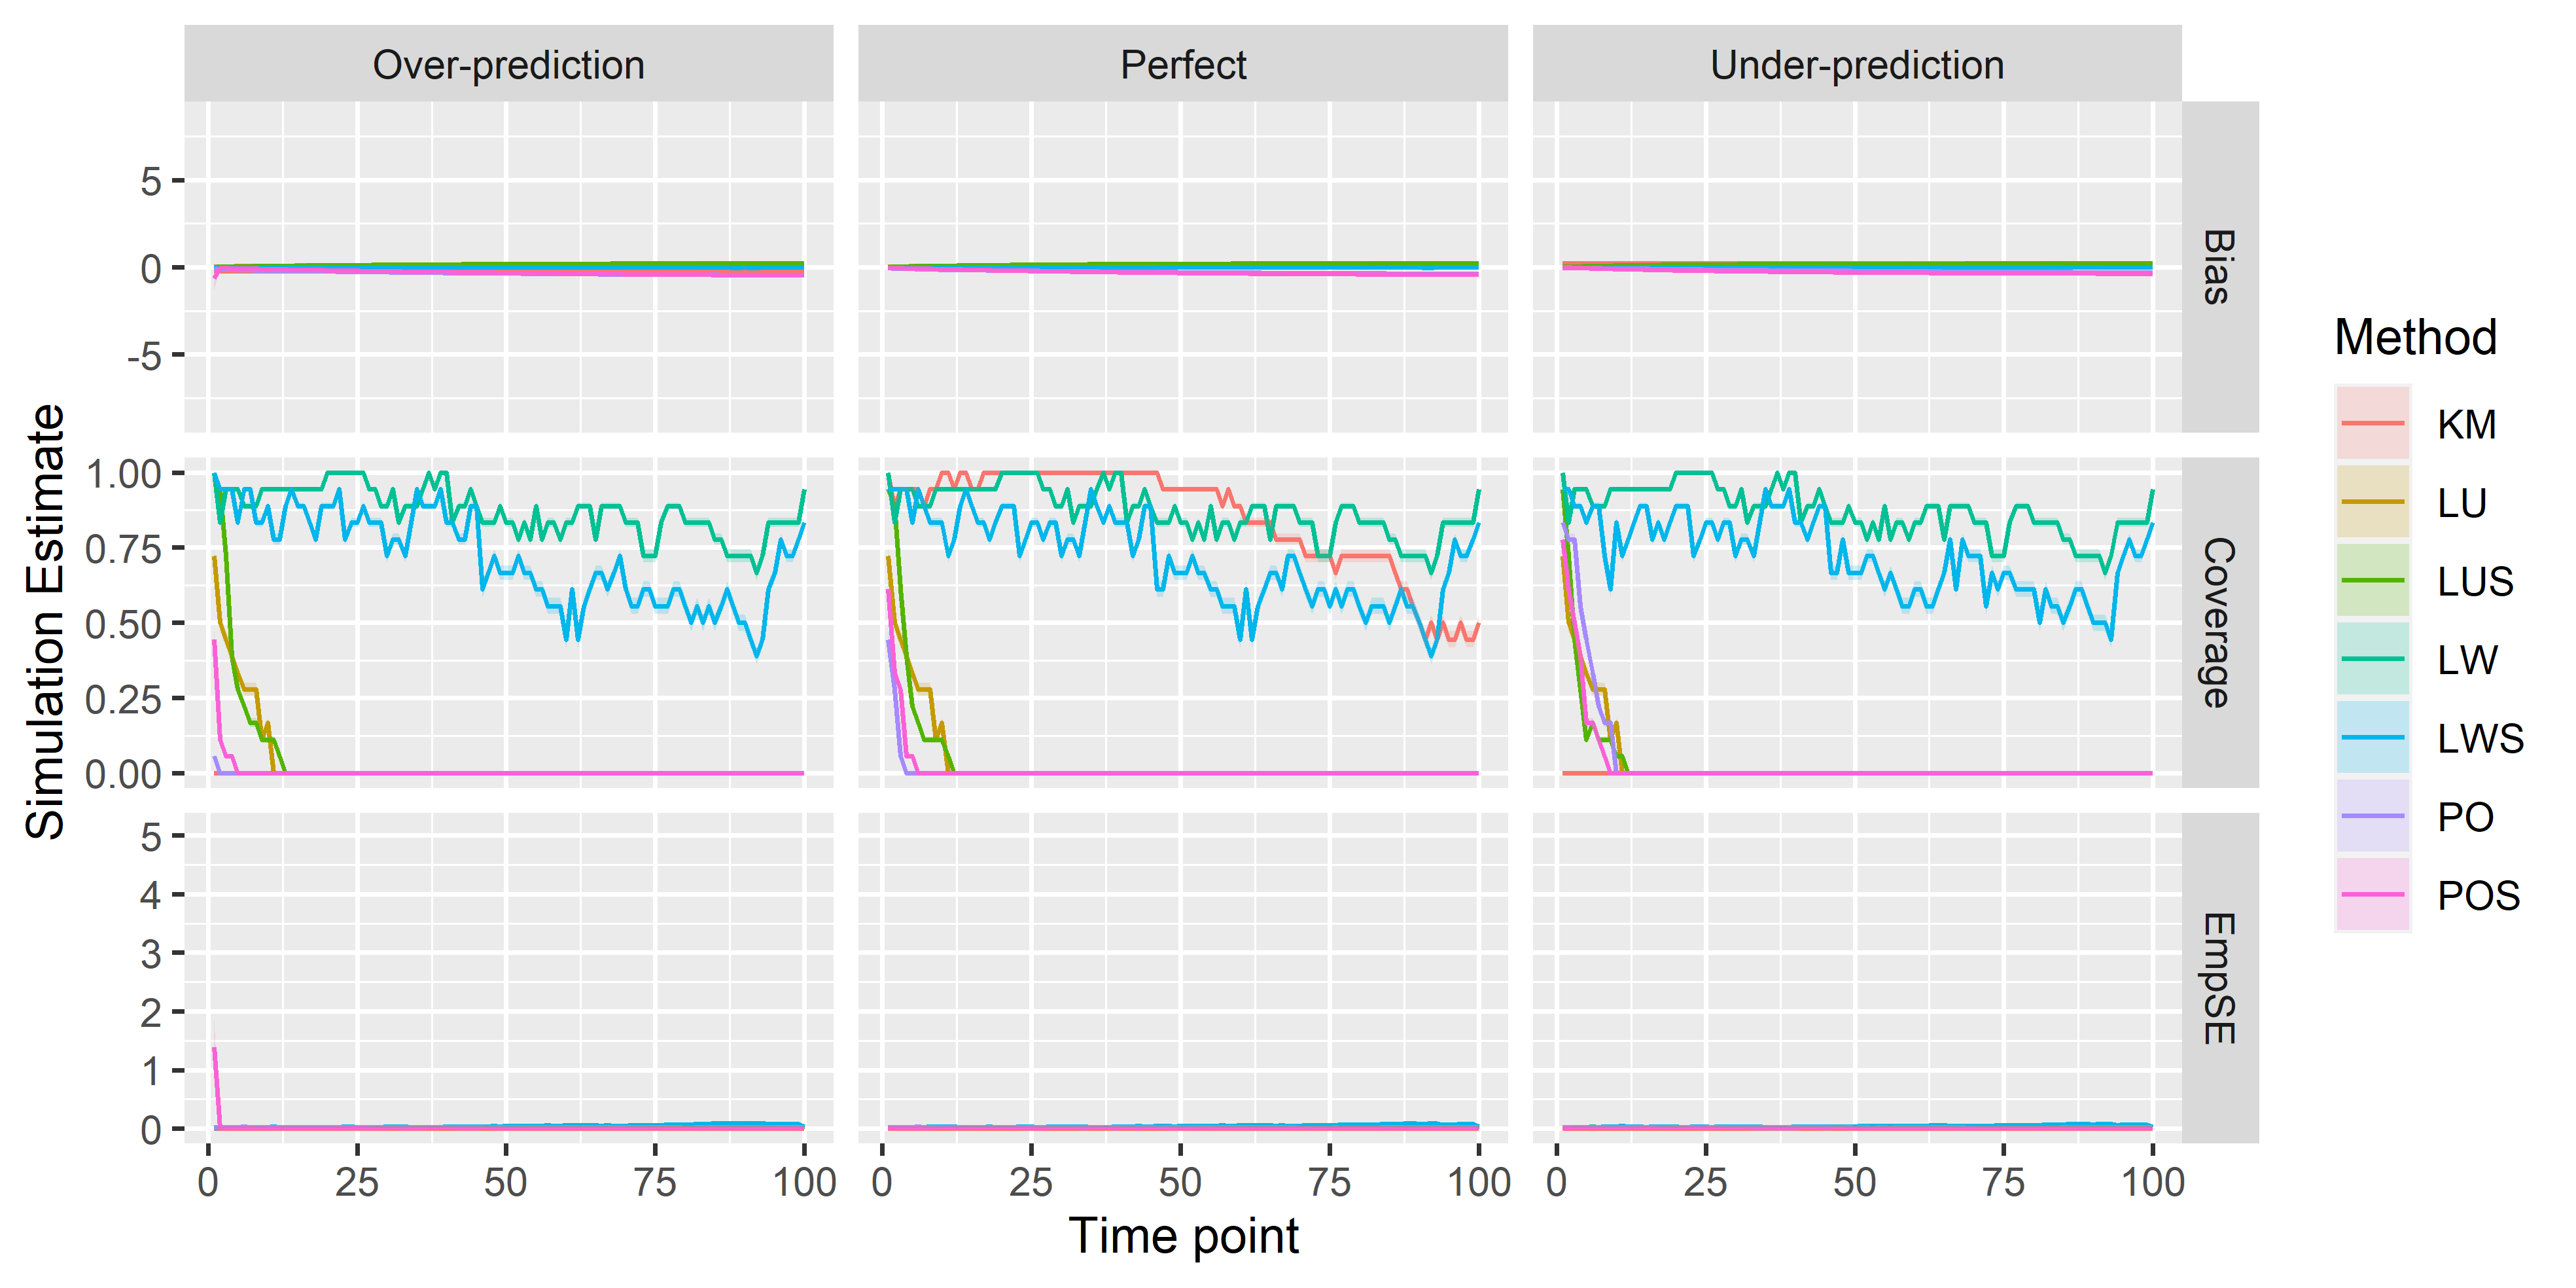 Over-prediction
Perfect
Under-prediction
Simulation Estimate
5
0
-5
Bias
1.00
0.75
0.50
0.25
0.00
Coverage
5
4
3
2
1
0
EmpSE
0 25 50 75 100
0 25 50 75 100
0 25 50 75 100
Time point
Method
KM
LU
LUS
LW
LWS
PO
POS